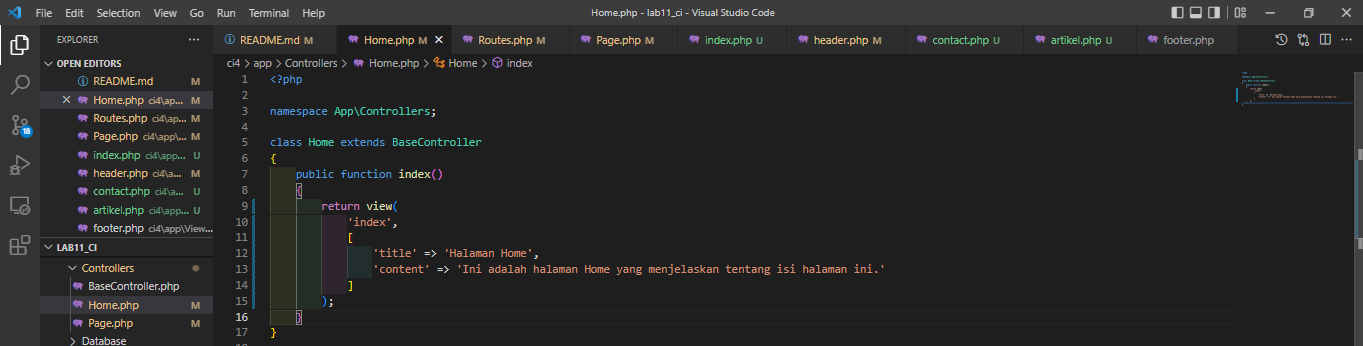 File Edit Selection View Go Run Terminal Help Home.php - lab11_ci - Visual Studio Code
EXPLORER ... README.md M Home.php M Routes.php M Page.php M index.php U header.php M contact.php U artikel.php U footer.php
OPEN EDITORS
README.md M
Home.php ci4\ap... M
Routes.php ci4\a... M
Page.php ci4\app\... M
index.php ci4\app... U
header.php ci4\a... M
contact.php ci4\a... U
artikel.php ci4\ap... U
footer.php ci4\app\View...
18
LAB11_CI
Controllers
BaseController.php
Home.php M
Page.php M
Database
ci4 > app > Controllers > Home.php > Home > index
1 <?php
2
3 namespace App\Controllers;
4
5 class Home extends BaseController
6 {
7 public function index()
8 {
9 return view(
10 'index',
11 [
12 'title' => 'Halaman Home',
13 'content' => 'Ini adalah halaman Home yang menjelaskan tentang isi halaman ini.'
14 ]
15 );
16 }
17 }